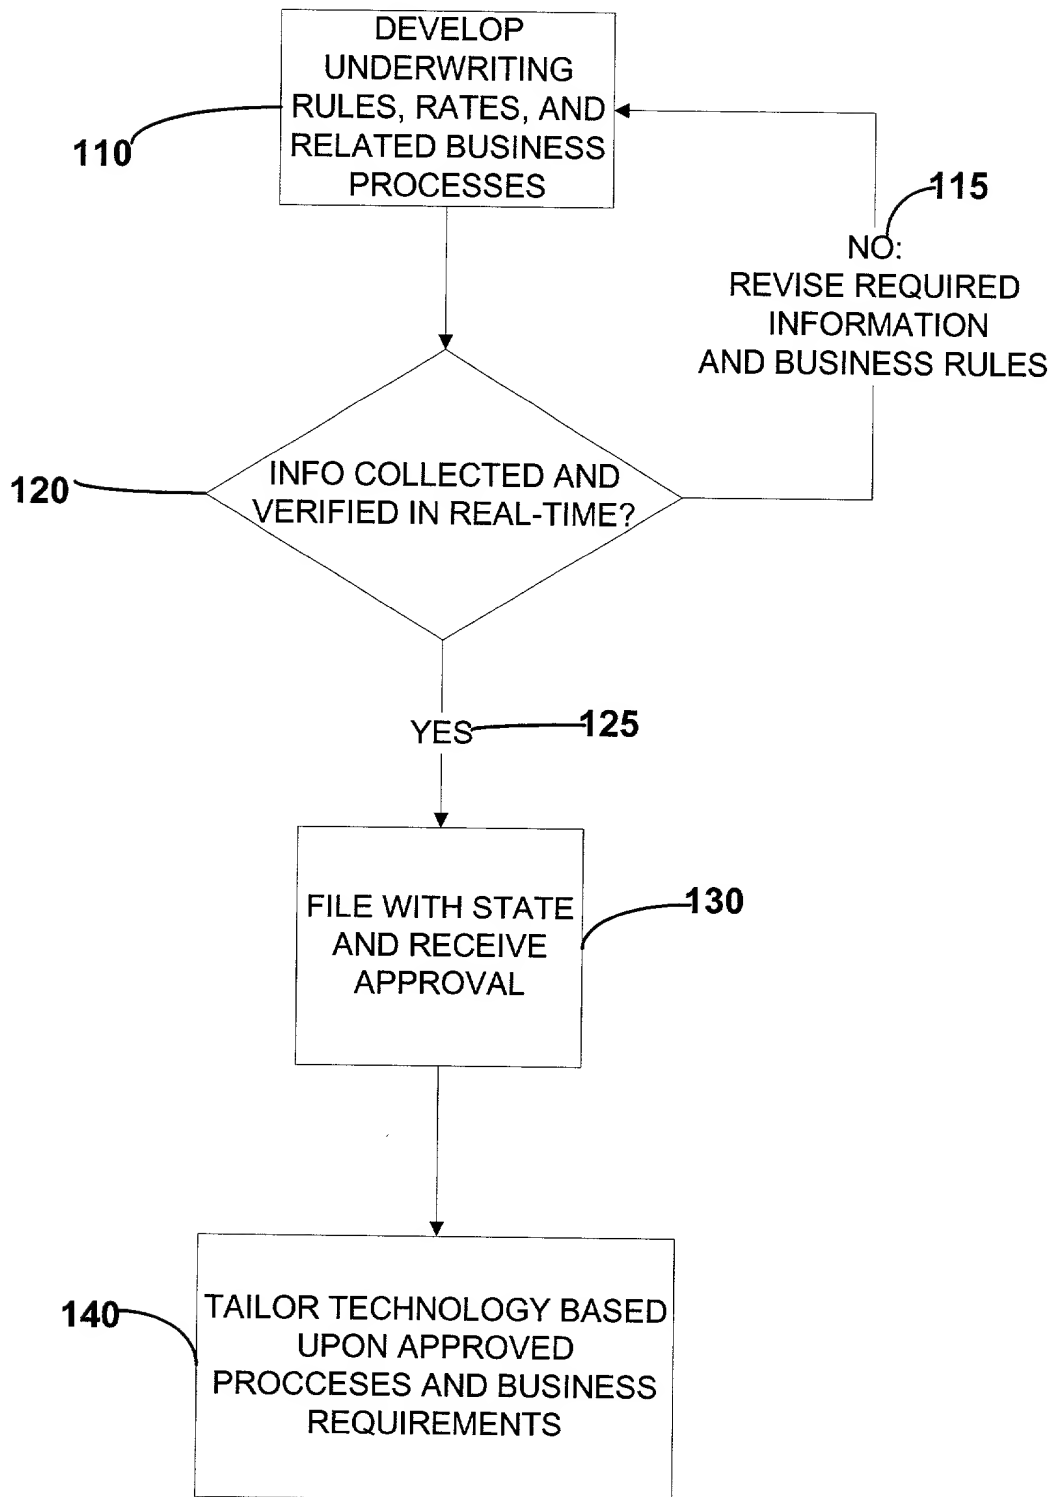 DEVELOP
UNDERWRITING
RULES, RATES, AND
RELATED BUSINESS
PROCESSES
110
115
NO:
REVISE REQUIRED
INFORMATION
AND BUSINESS RULES
INFO COLLECTED AND
VERIFIED IN REAL-TIME?
120
YES
125
FILE WITH STATE
AND RECEIVE
APPROVAL
130
140
TAILOR TECHNOLOGY BASED
UPON APPROVED
PROCCESES AND BUSINESS
REQUIREMENTS